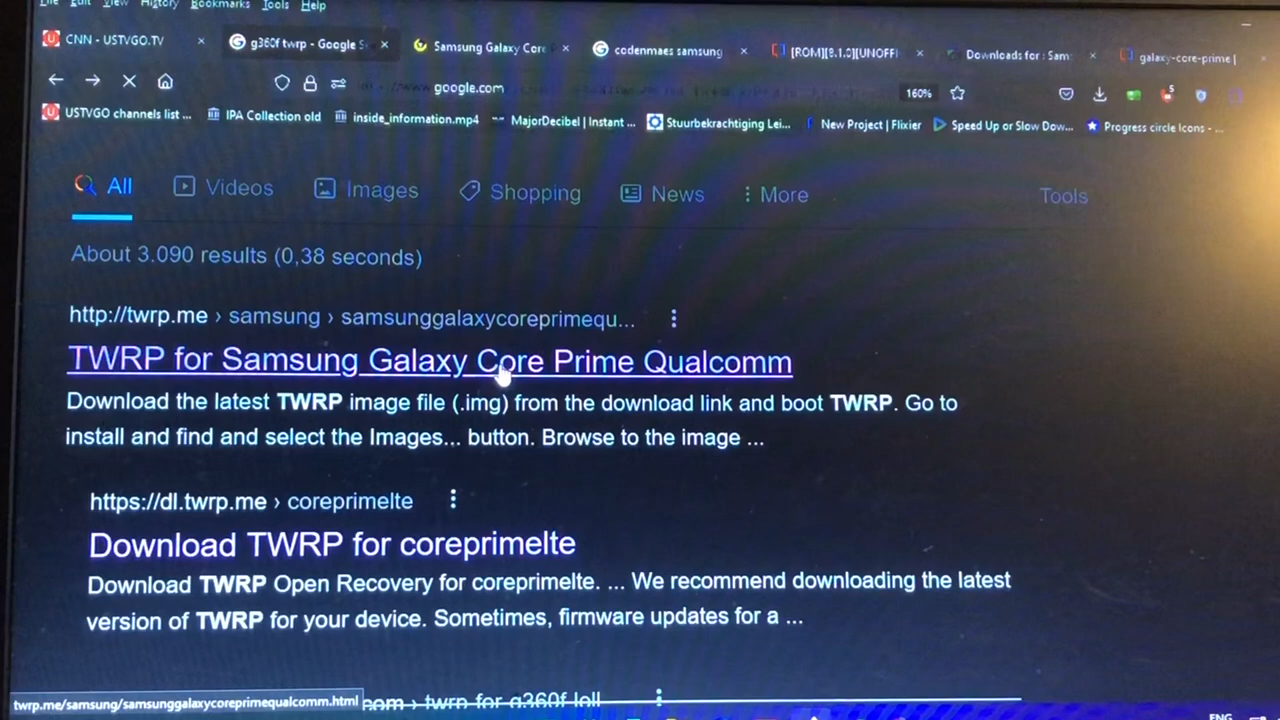 File Edit View History Bookmarks Tools Help
CNN - USTVGO.TV × g360f twrp - Google S × Samsung Galaxy Core × codenmaes samsung × [ROM][8.1.0][UNOFFI × Downloads for : Sam × galaxy-core-prime |
google.com 160% 5
USTVGO channels list ... IPA Collection old inside_information.mp4 MajorDecibel | Instant ... Stuurbekrachtiging Lei... New Project | Flixier Speed Up or Slow Dow... Progress circle Icons - ...
All Videos Images Shopping News More Tools
About 3.090 results (0,38 seconds)
http://twrp.me › samsung › samsunggalaxycoreprimequ...
TWRP for Samsung Galaxy Core Prime Qualcomm
Download the latest TWRP image file (.img) from the download link and boot TWRP. Go to
install and find and select the Images... button. Browse to the image ...
https://dl.twrp.me › coreprimelte
Download TWRP for coreprimelte
Download TWRP Open Recovery for coreprimelte. ... We recommend downloading the latest
version of TWRP for your device. Sometimes, firmware updates for a ...
twrp.me/samsung/samsunggalaxycoreprimequalcomm.html
› twrp-for-g360f-loll
ENG